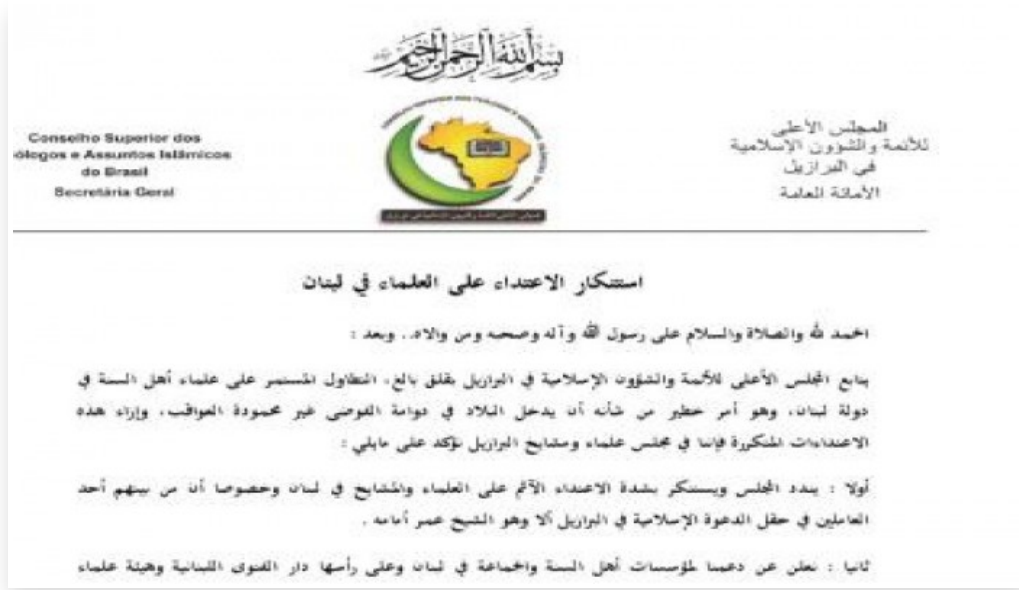 بسم الله الرحمن الرحيم
Conselho Superior dos
ólogos e Assuntos Islâmicos
do Brasil
Secretária Geral
المجلس الأعلى
للأئمة والشؤون الإسلامية
في البرازيل
الأمانة العامة
استنكار الاعتداء على العلماء في لبنان
الحمد لله والصلاة والسلام على رسول الله وآله وصحبه ومن والاه.. وبعد :
يتابع المجلس الأعلى للأئمة والشؤون الإسلامية في البرازيل بقلق بالغ، التطاول المستمر على علماء أهل السنة في
دولة لبنان، وهو أمر خطير من شأنه أن يدخل البلاد في دوامة الفوضى غير محمودة العواقب، وإزاء هذه
الاعتداءات المتكررة فإننا في مجلس علماء ومشايخ البرازيل نؤكد على مايلي :
أولا : يندد المجلس ويستنكر بشدة الاعتداء الآثم على العلماء والمشايخ في لبنان وخصوصا أن من بينهم أحد
العاملين في حقل الدعوة الإسلامية في البرازيل ألا وهو الشيخ عمر أمامه .
ثانيا : نعلن عن دعمنا لمؤسسات أهل السنة والجماعة في لبنان وعلى رأسها دار الفتوى اللبنانية وهيئة علماء